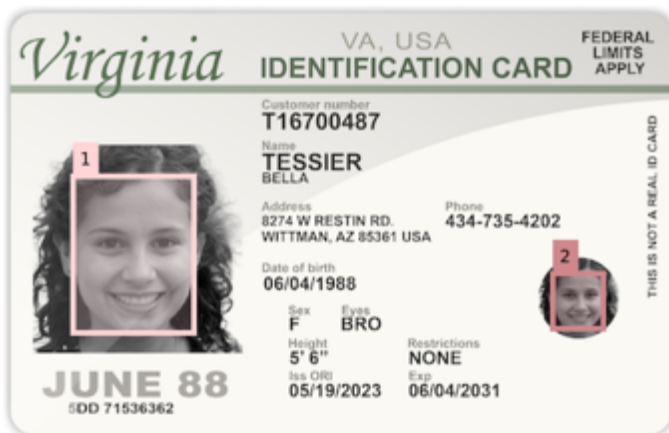 Virginia
VA, USA
IDENTIFICATION CARD
FEDERAL
LIMITS
APPLY
Customer number
T16700487
Name
TESSIER
BELLA
Address
8274 W RESTIN RD.
WITTMAN, AZ 85361 USA
Phone
434-735-4202
Date of birth
06/04/1988
Sex Eyes
F BRO
Height Restrictions
5' 6" NONE
Iss ORI Exp
05/19/2023 06/04/2031
1
JUNE 88
5DD 71536362
2
THIS IS NOT A REAL ID CARD